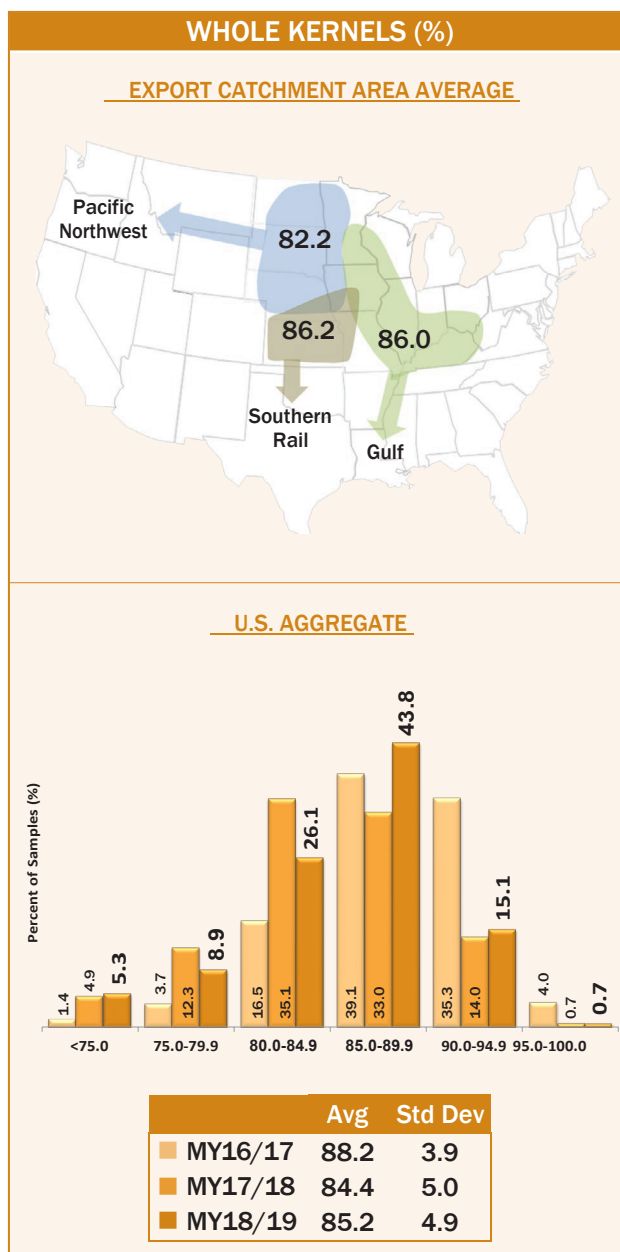 WHOLE KERNELS (%)
EXPORT CATCHMENT AREA AVERAGE
Pacific
Northwest
82.2
86.2
86.0
Southern
Rail
Gulf
U.S. AGGREGATE
Percent of Samples (%)
1.4 4.9 5.3
3.7 12.3 8.9
16.5 35.1 26.1
39.1 33.0 43.8
35.3 14.0 15.1
4.0 0.7 0.7
<75.0 75.0-79.9 80.0-84.9 85.0-89.9 90.0-94.9 95.0-100.0
Avg Std Dev
MY16/17 88.2 3.9
MY17/18 84.4 5.0
MY18/19 85.2 4.9